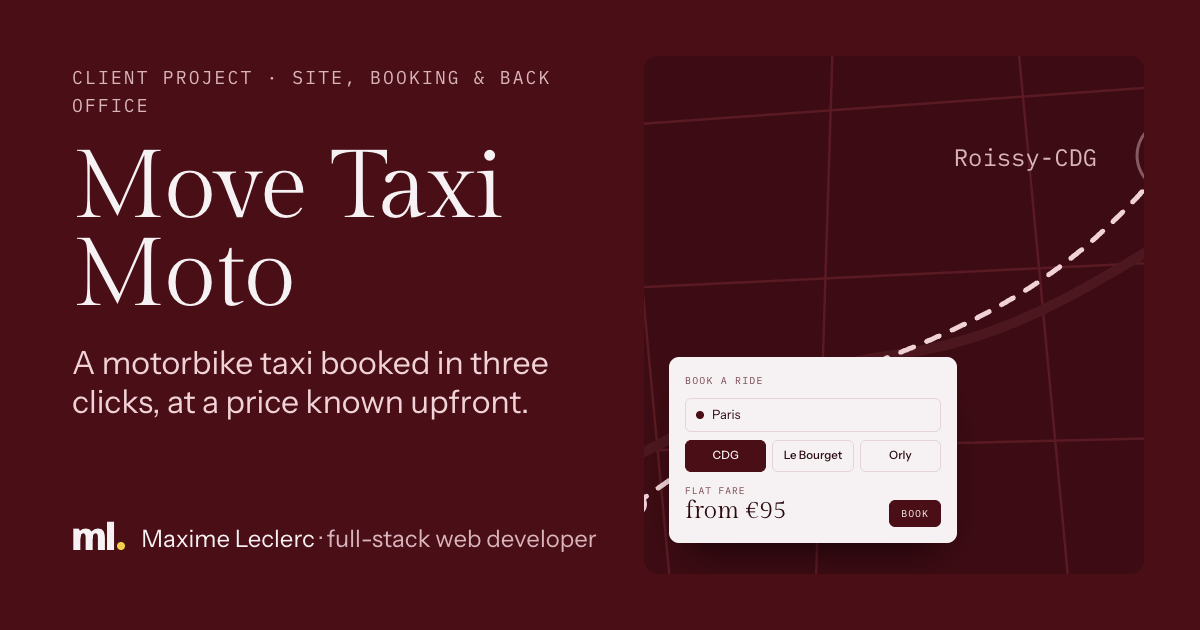 CLIENT PROJECT · SITE, BOOKING & BACK
OFFICE
Move Taxi
Moto
A motorbike taxi booked in three
clicks, at a price known upfront.
ml.
Maxime Leclerc · full-stack web developer
Roissy-CDG
BOOK A RIDE
Paris
CDG
Le Bourget
Orly
FLAT FARE
from €95
BOOK